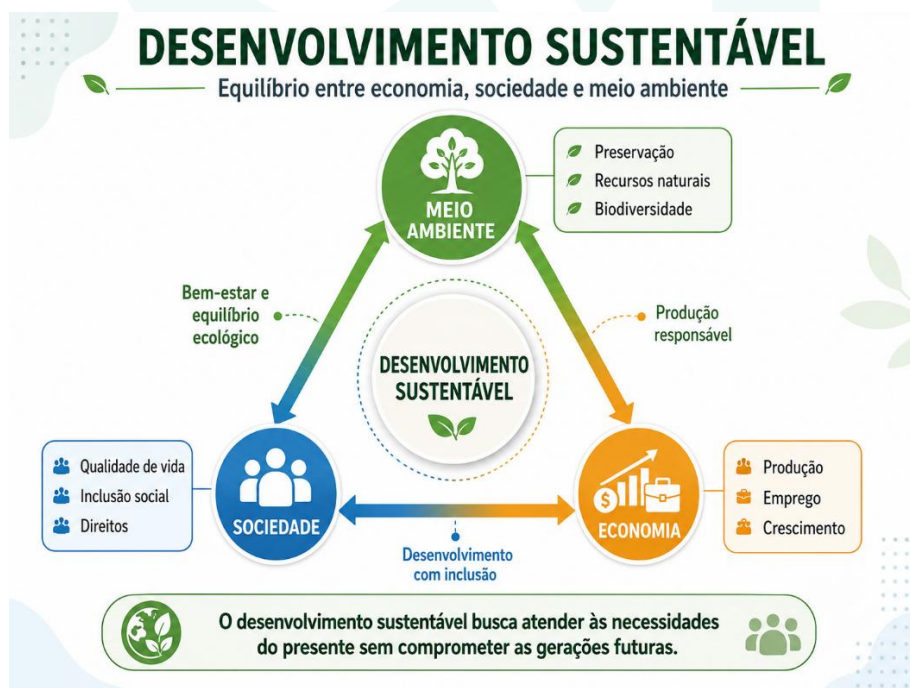 DESENVOLVIMENTO SUSTENTÁVEL
Equilíbrio entre economia, sociedade e meio ambiente
MEIO
AMBIENTE
Preservação
Recursos naturais
Biodiversidade
Bem-estar e
equilíbrio
ecológico
Produção
responsável
DESENVOLVIMENTO
SUSTENTÁVEL
Qualidade de vida
Inclusão social
Direitos
SOCIEDADE
$
ECONOMIA
Produção
Emprego
Crescimento
Desenvolvimento
com inclusão
O desenvolvimento sustentável busca atender às necessidades
do presente sem comprometer as gerações futuras.